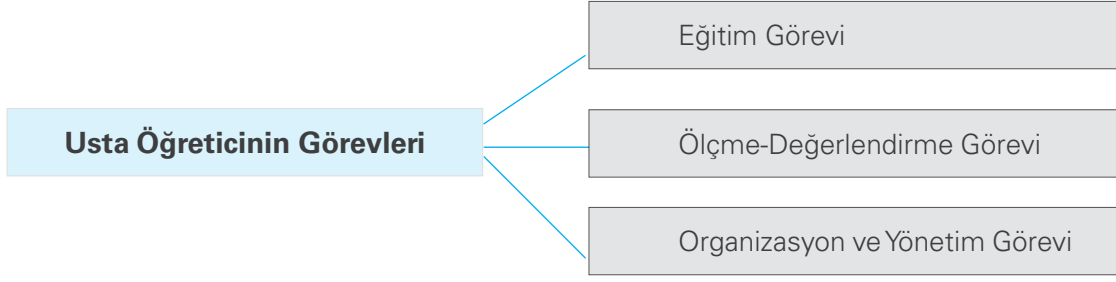 Eğitim Görevi
Usta Öğreticinin Görevleri
Ölçme-Değerlendirme Görevi
Organizasyon ve Yönetim Görevi